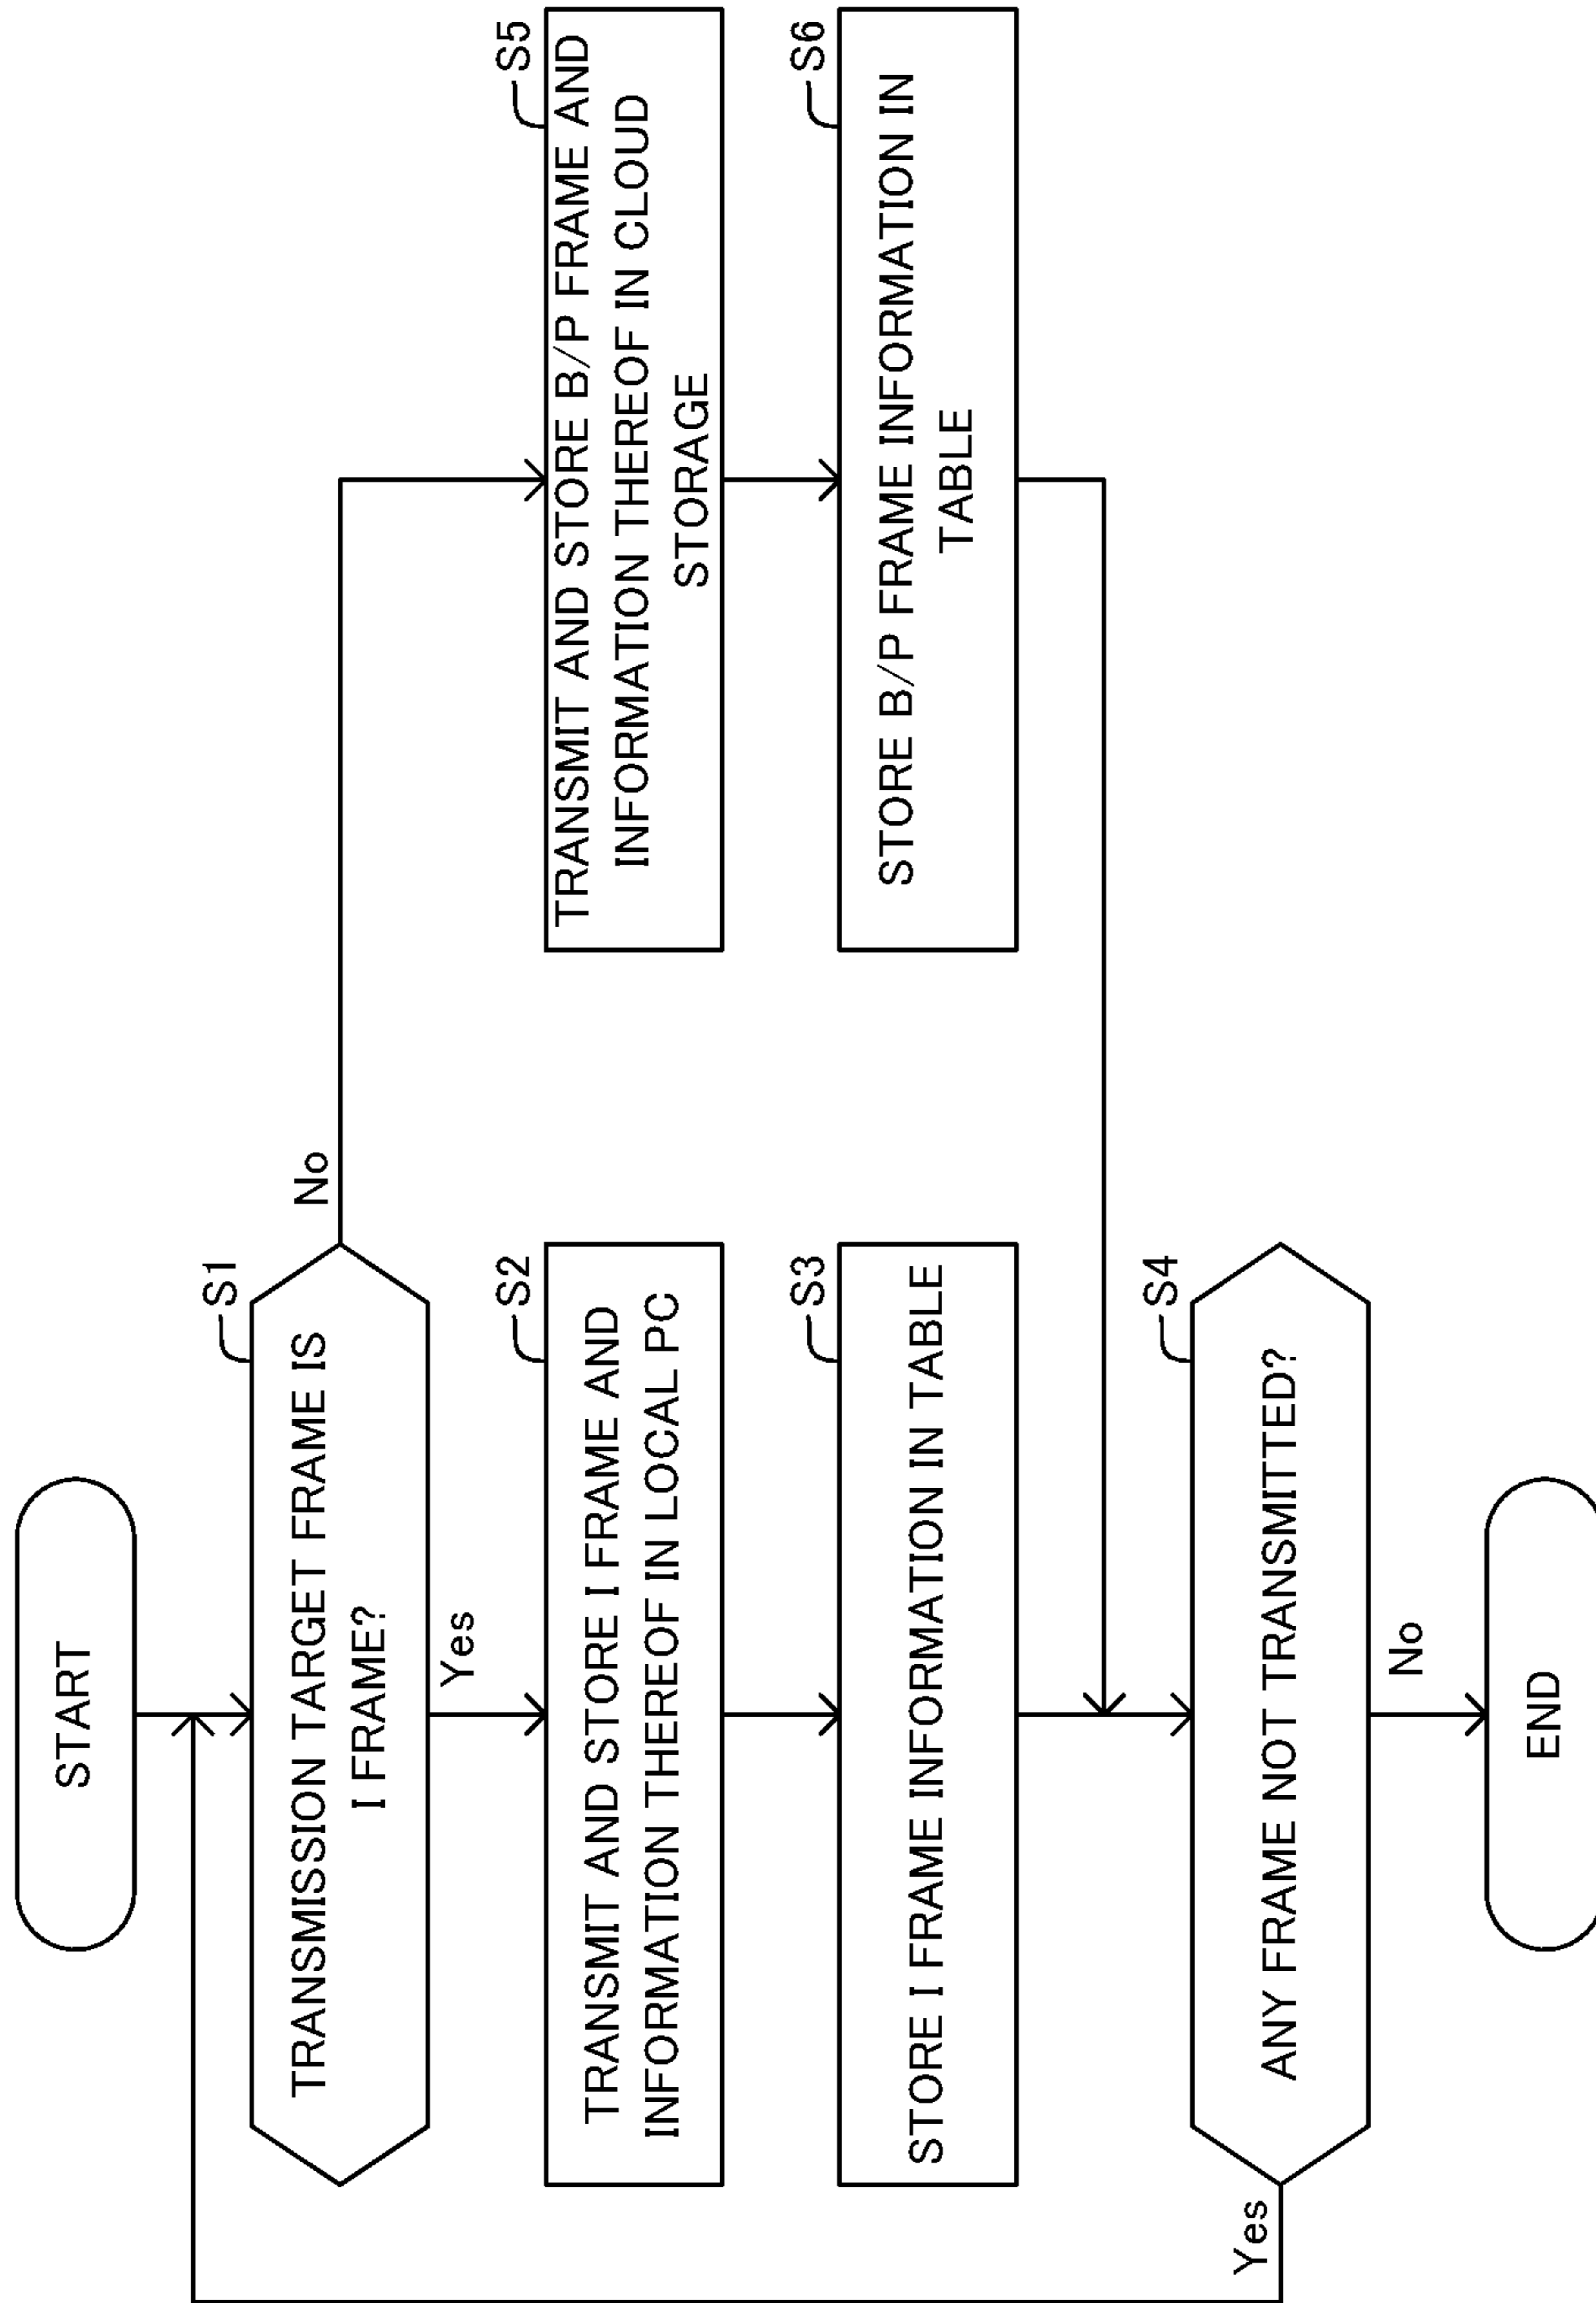 START
S1
TRANSMISSION TARGET FRAME IS
I FRAME?
No
Yes
S2
TRANSMIT AND STORE I FRAME AND
INFORMATION THEREOF IN LOCAL PC
S5
TRANSMIT AND STORE B/P FRAME AND
INFORMATION THEREOF IN CLOUD
STORAGE
S3
STORE I FRAME INFORMATION IN TABLE
S6
STORE B/P FRAME INFORMATION IN
TABLE
S4
ANY FRAME NOT TRANSMITTED?
Yes
No
END